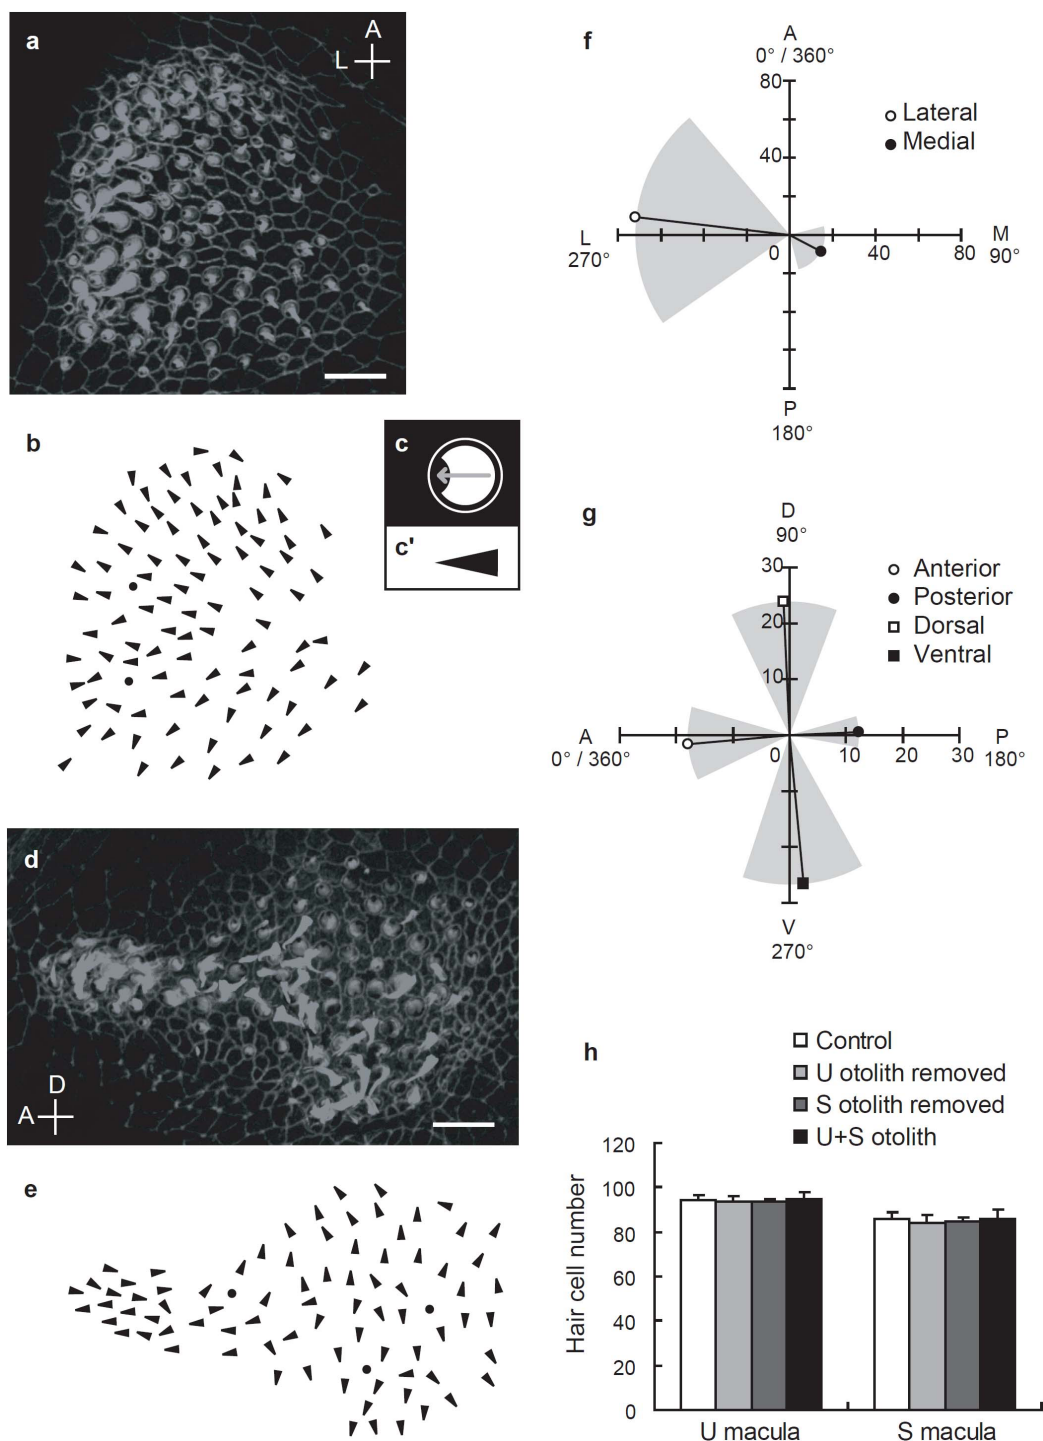 a
A
L
b
c
c'
d
D
A
e
f
A
0° / 360°
80
40
Lateral
Medial
L
270°
0
40
80
M
90°
P
180°
g
D
90°
30
20
10
Anterior
Posterior
Dorsal
Ventral
A
0° / 360°
0
10
20
30
P
180°
V
270°
h
Control
U otolith removed
S otolith removed
U+S otolith
Hair cell number
120
100
80
60
40
20
0
U macula
S macula